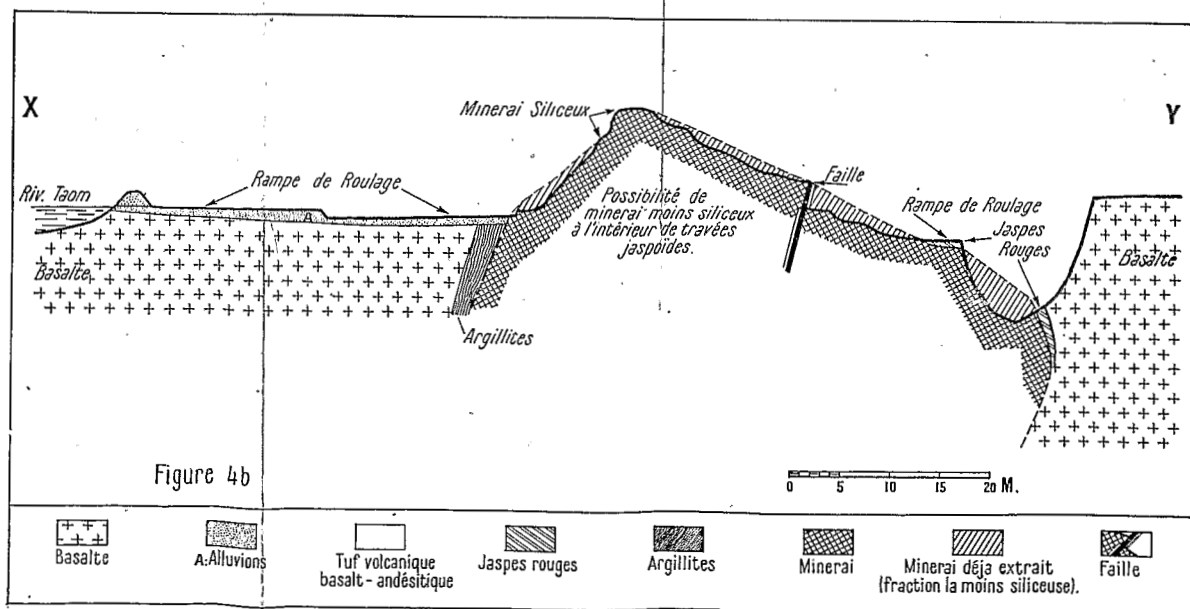 X
Y
Minerai Siliceux
Riv. Taom
Rampe de Roulage
A
Possibilité de
minerai moins siliceux
à l'intérieur de travées
jaspoïdes.
Faille
Rampe de Roulage
Jaspes
Rouges
Basalte
Basalte
Argillites
Figure 4b
0 5 10 15 20 M.
Basalte
A:Alluvions
Tuf volcanique
basalt-andésitique
Jaspes rouges
Argillites
Minerai
Minerai déja extrait
(fraction la moins siliceuse).
Faille